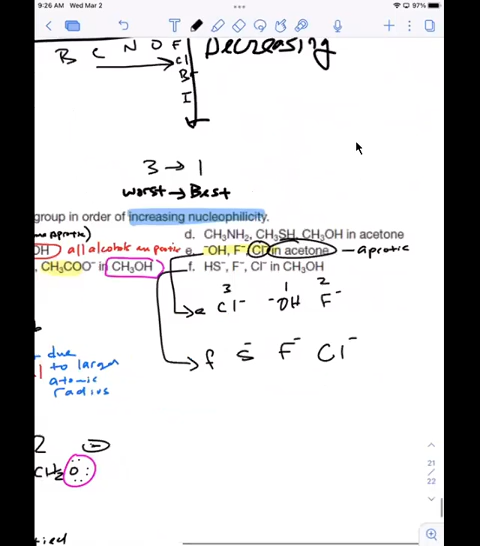 9:26 AM Wed Mar 2
97%
B C N O F Decreasing
Cl
Br
I
3 → 1
worst → Best
group in order of increasing nucleophilicity.
d. CH₃NH₂, CH₃SH, CH₃OH in acetone
OH all alcohols are protic e. ⁻OH, F⁻, Cl⁻ in acetone — aprotic
, CH₃COO⁻ in CH₃OH f. HS⁻, F⁻, Cl⁻ in CH₃OH
3 1 2
e Cl⁻ ⁻OH F⁻
due
to larger
atomic
radius
f S⁻ F⁻ Cl⁻
2
CH₂O:
21
22